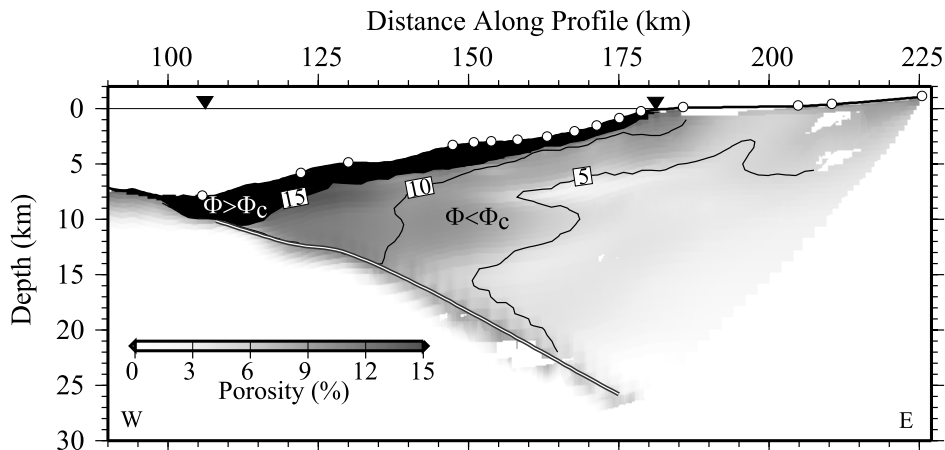 Distance Along Profile (km)
100 125 150 175 200 225
Depth (km)
0
5
10
15
20
25
30
Φ>Φc
15
10
5
Φ<Φc
0 3 6 9 12 15
Porosity (%)
W
E